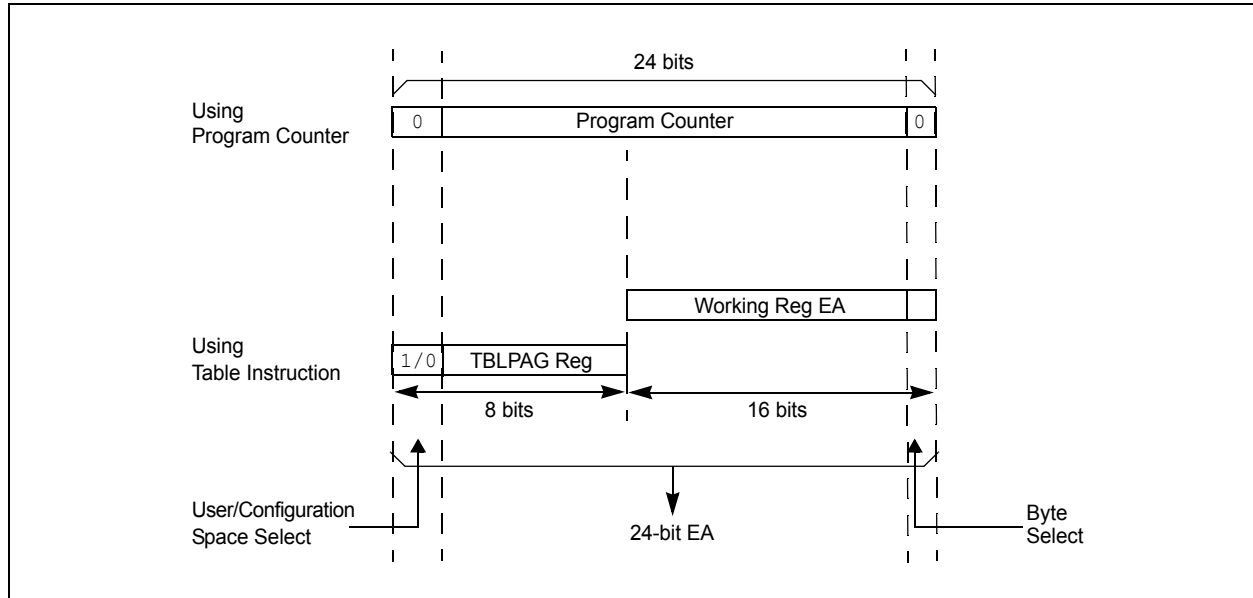 24 bits
Using
Program Counter
0
Program Counter
0
Working Reg EA
Using
Table Instruction
1/0
TBLPAG Reg
8 bits
16 bits
User/Configuration
Space Select
24-bit EA
Byte
Select